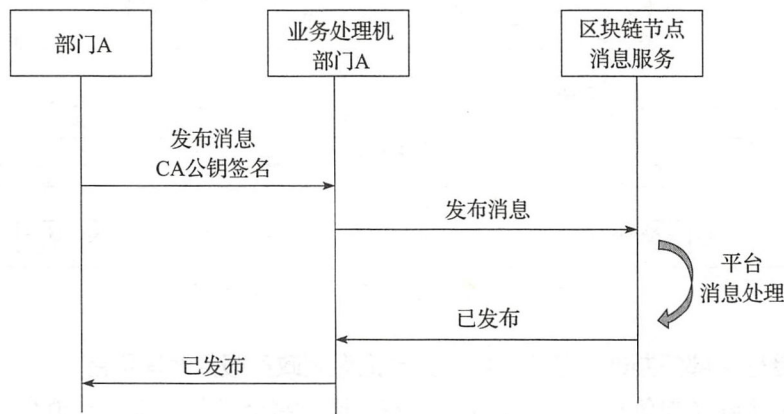 部门A
业务处理机
部门A
区块链节点
消息服务
发布消息
CA公钥签名
发布消息
平台
消息处理
已发布
已发布